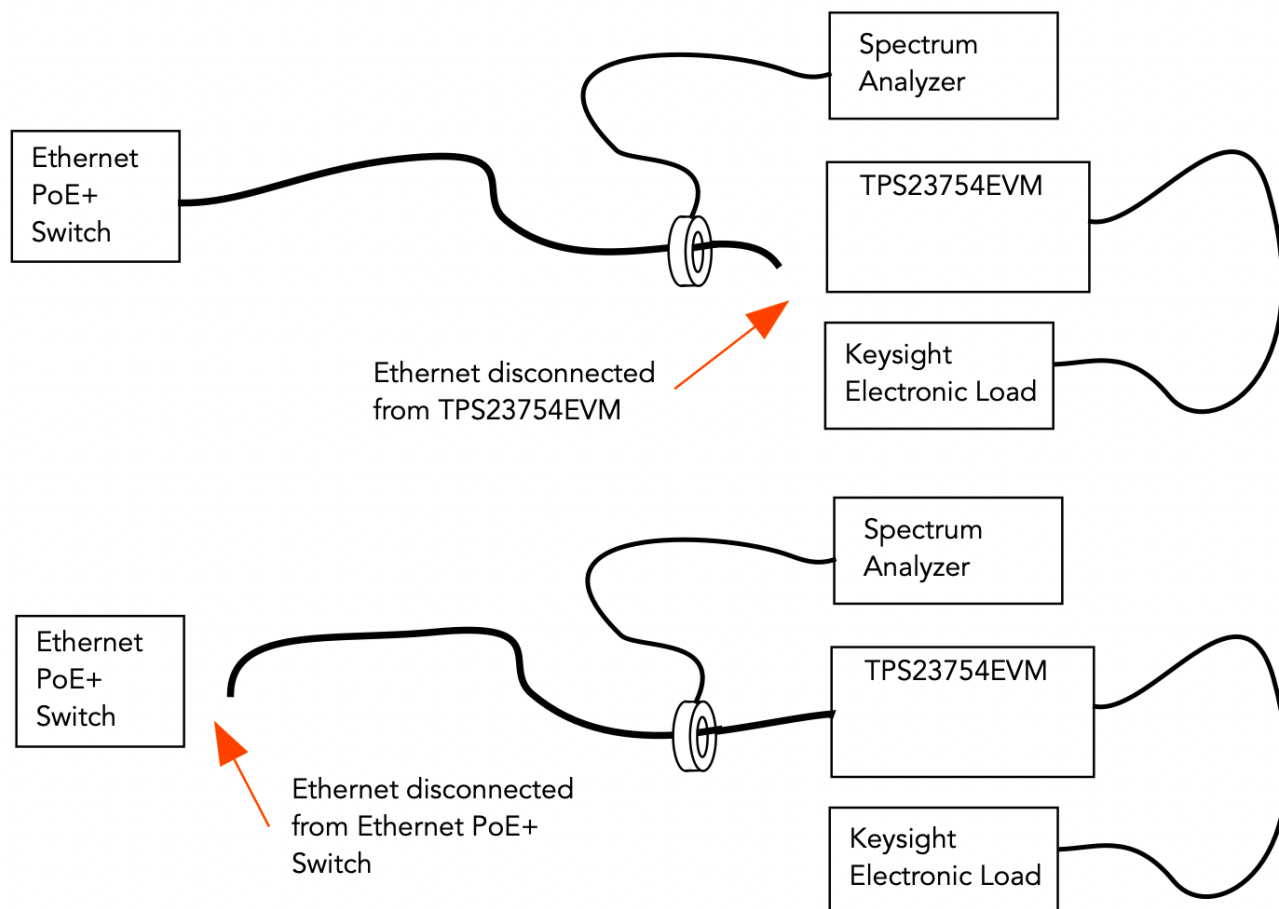 Spectrum
Analyzer
Ethernet
PoE+
Switch
TPS23754EVM
Keysight
Electronic Load
Ethernet disconnected
from TPS23754EVM
Spectrum
Analyzer
Ethernet
PoE+
Switch
TPS23754EVM
Ethernet disconnected
from Ethernet PoE+
Switch
Keysight
Electronic Load